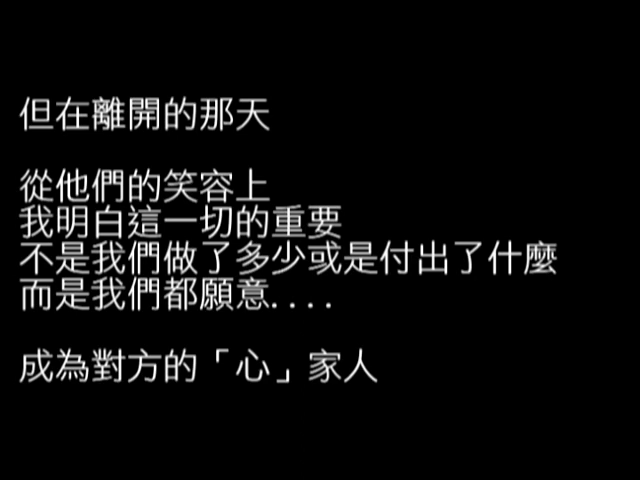 但在離開的那天
從他們的笑容上
我明白這一切的重要
不是我們做了多少或是付出了什麼
而是我們都願意....
成為對方的「心」家人